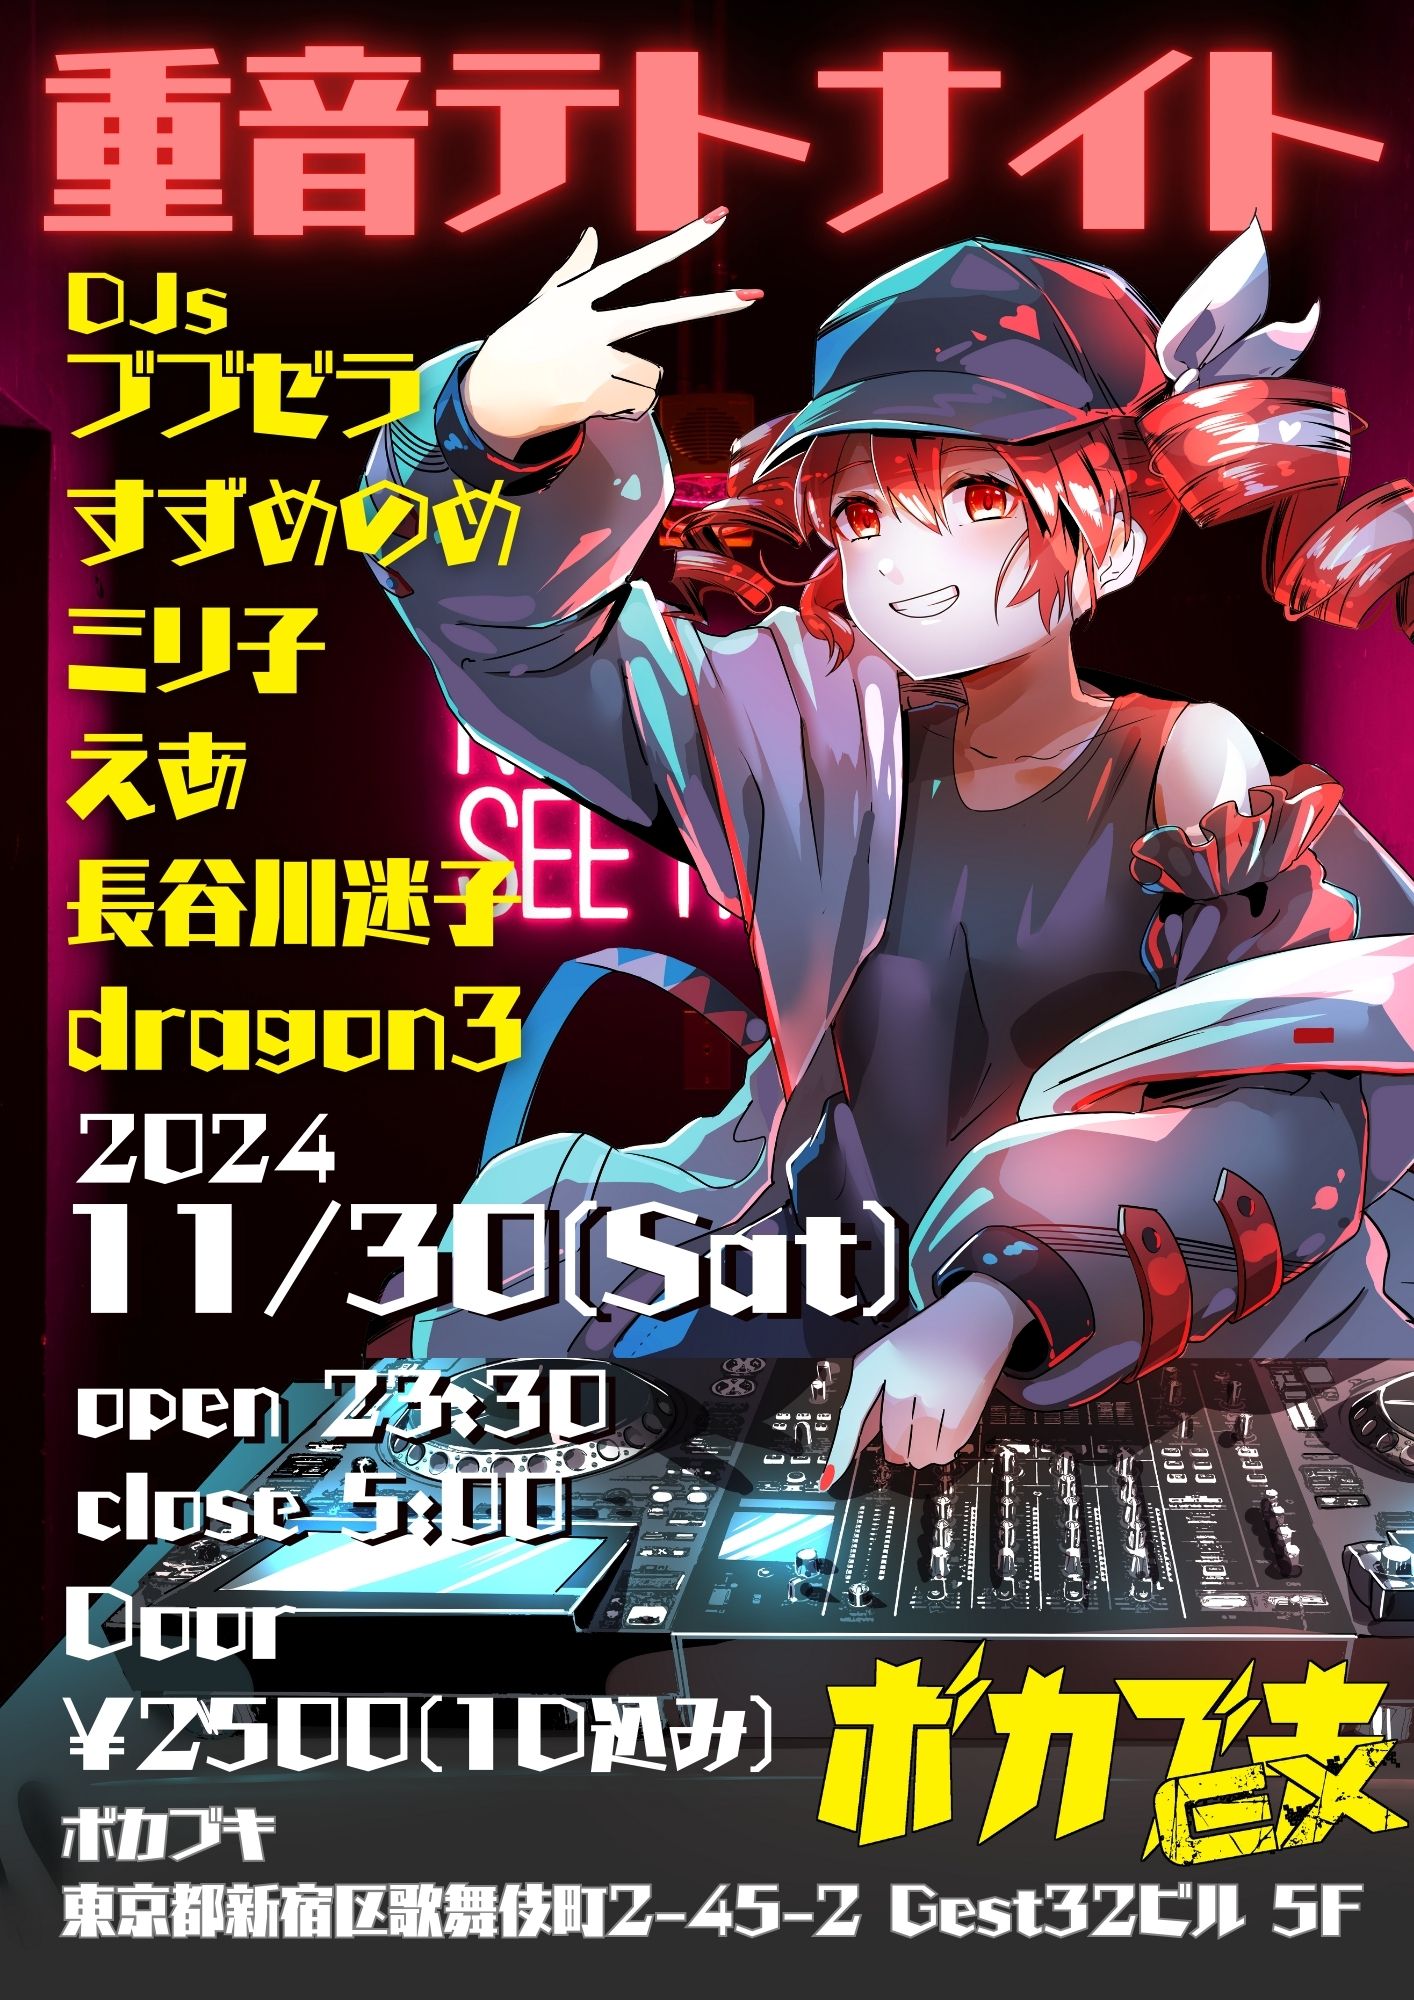 重音テトナイト
DJs
ブブゼラ
すずめのめ
ミリ子
えあ
長谷川迷子
dragon3
SEE
2024
11/30(Sat)
open 23:30
close 5:00
Door
¥2500(1D込み)
ボカブキ
EX
ボカブキ
東京都新宿区歌舞伎町2-45-2 Gest32ビル 5F